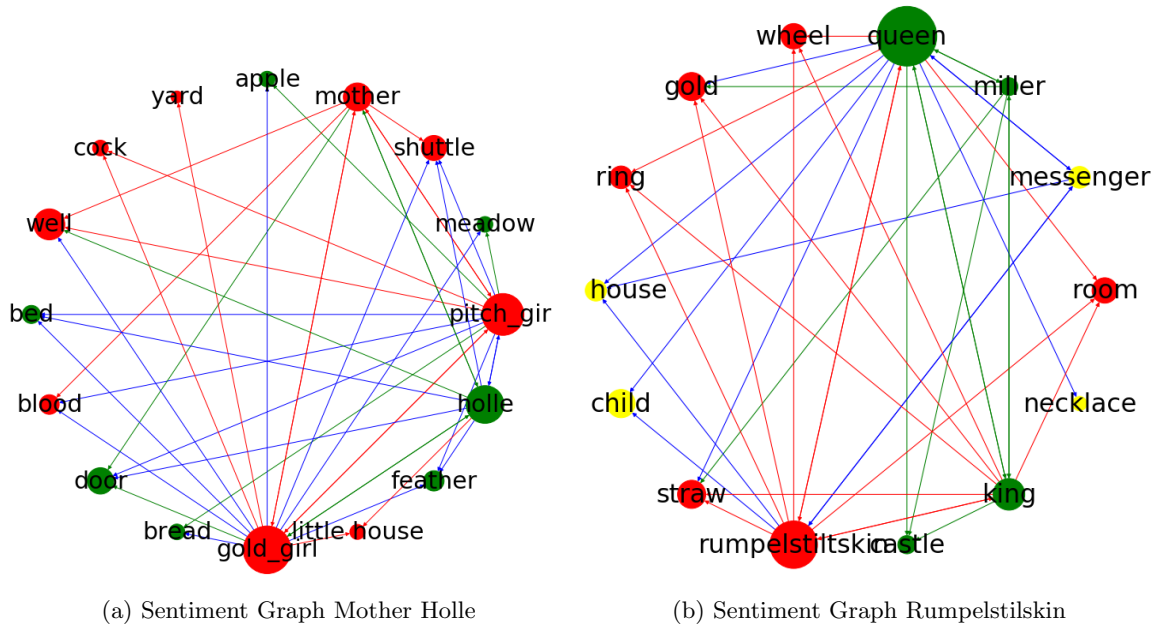 apple
yard
mother
cock
shuttle
well
meadow
bed
pitch_gir
blood
holle
door
feather
bread
little house
gold_girl
(a) Sentiment Graph Mother Holle
wheel
queen
gold
miller
ring
messenger
house
room
child
necklace
straw
king
rumpelstiltskin
castle
(b) Sentiment Graph Rumpelstilskin